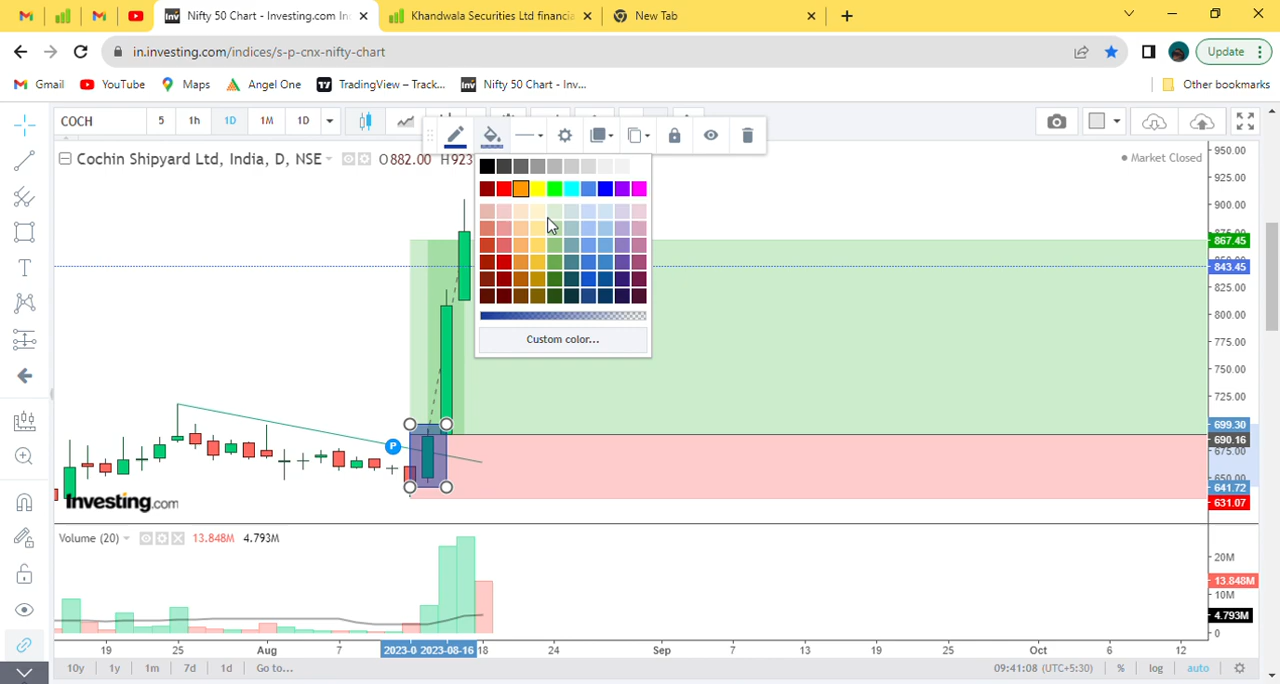 Nifty 50 Chart - Investing.com In
Khandwala Securities Ltd financia
New Tab
in.investing.com/indices/s-p-cnx-nifty-chart
Update
Gmail
YouTube
Maps
Angel One
TradingView – Track...
Nifty 50 Chart - Inv...
Other bookmarks
COCH
5
1h
1D
1M
1D
Cochin Shipyard Ltd, India, D, NSE
O882.00 H923
Market Closed
950.00
925.00
900.00
867.45
843.45
825.00
800.00
775.00
750.00
725.00
699.30
690.16
675.00
641.72
631.07
Custom color...
P
Investing.com
Volume (20)
13.848M 4.793M
20M
13.848M
10M
4.793M
0
19
25
Aug
7
2023-0
2023-08-16
18
24
Sep
7
13
19
25
Oct
6
12
10y
1y
1m
7d
1d
Go to...
09:41:08 (UTC+5:30)
%
log
auto